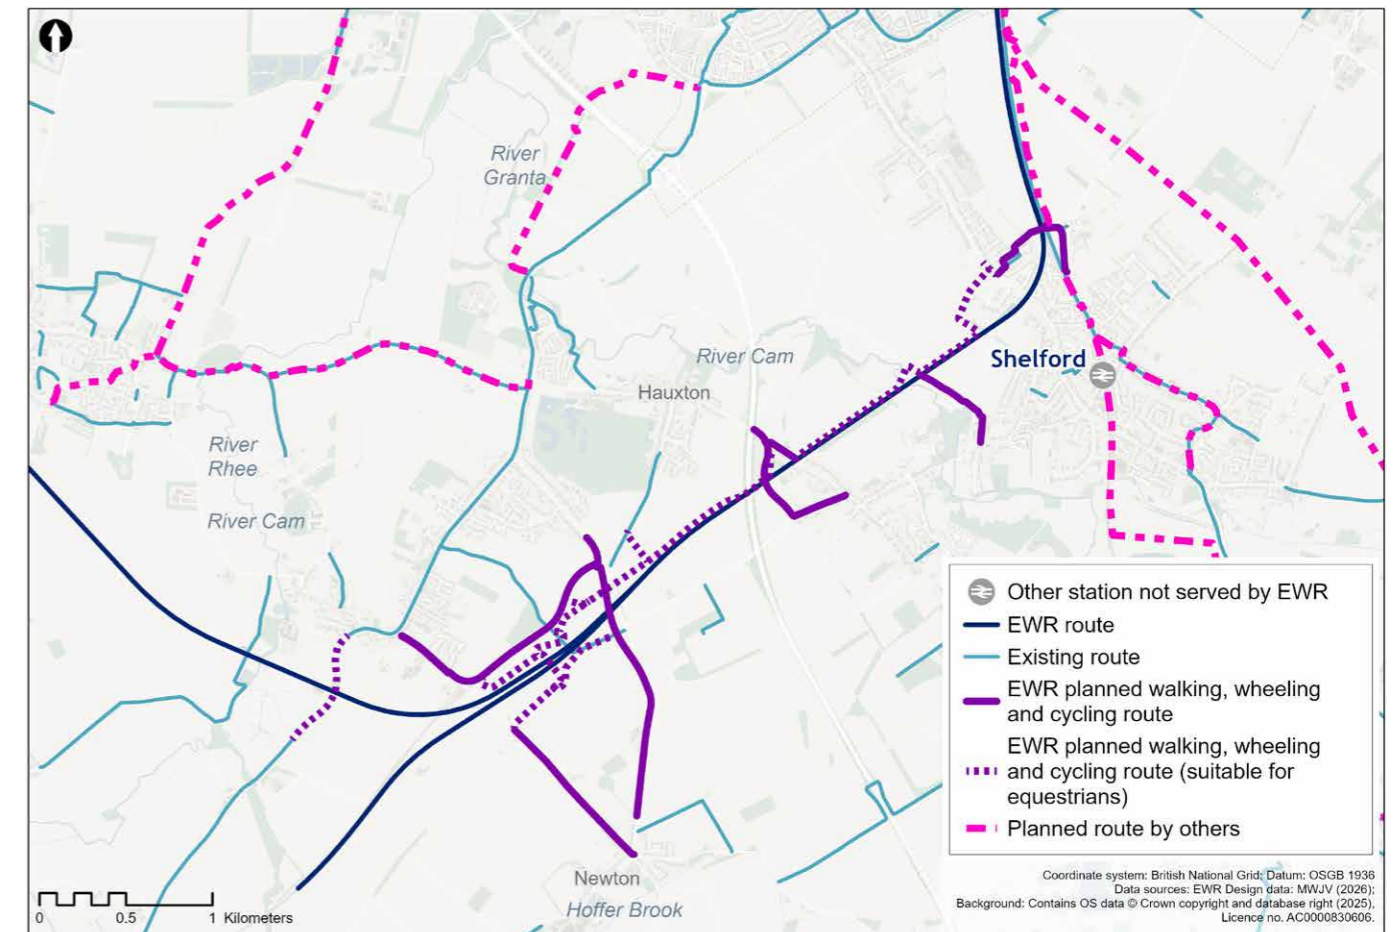 River
Granta
River Cam
Hauxton
Shelford
River
Rhee
River Cam
Newton
Hoffer Brook
Other station not served by EWR
EWR route
Existing route
EWR planned walking, wheeling
and cycling route
EWR planned walking, wheeling
and cycling route (suitable for
equestrians)
Planned route by others
0 0.5 1 Kilometers
Coordinate system: British National Grid; Datum: OSGB 1936
Data sources: EWR Design data: MWJV (2026);
Background: Contains OS data © Crown copyright and database right (2025),
Licence no. AC0000830606.